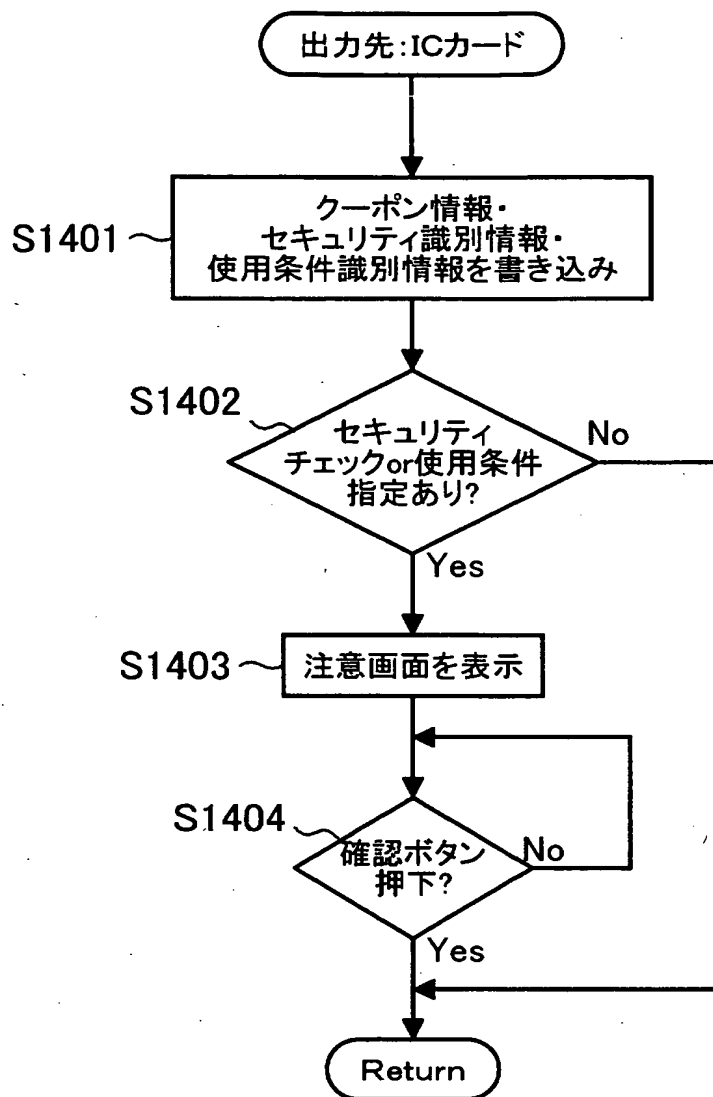 出力先:ICカード
S1401
クーポン情報・
セキュリティ識別情報・
使用条件識別情報を書き込み
S1402
セキュリティ
チェックor使用条件
指定あり?
No
Yes
S1403
注意画面を表示
S1404
確認ボタン
押下?
No
Yes
Return